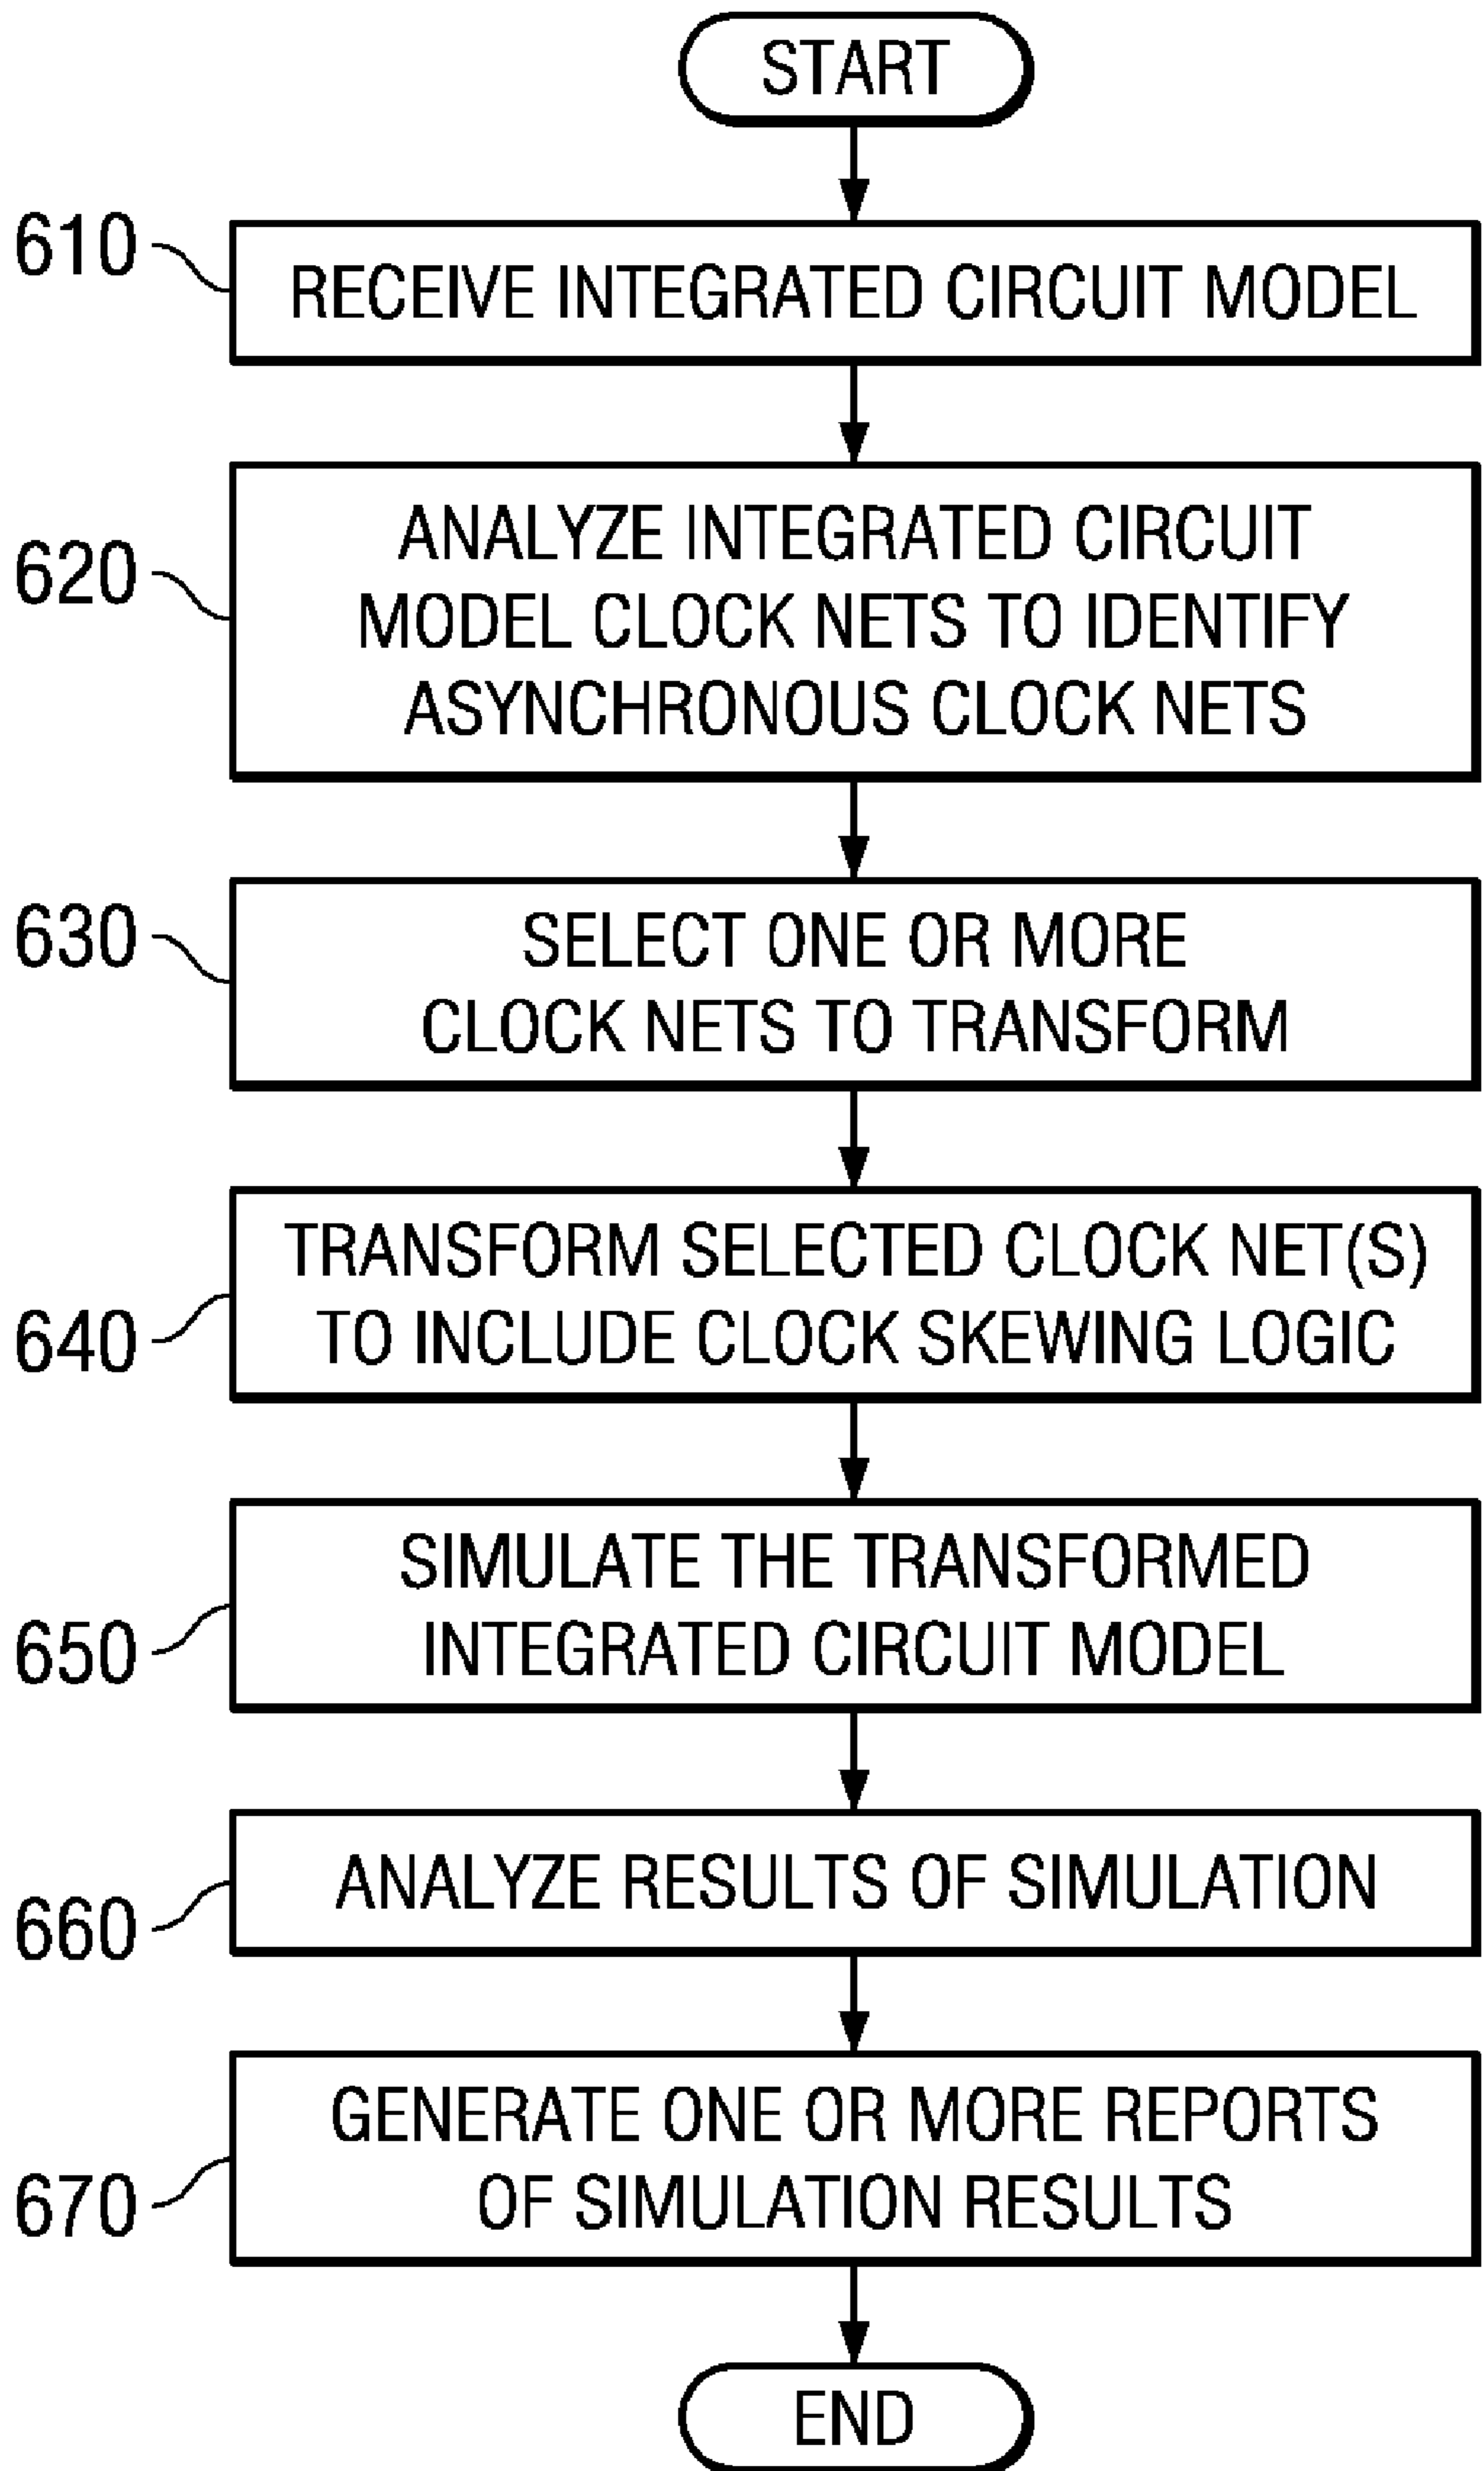 START
610
RECEIVE INTEGRATED CIRCUIT MODEL
620
ANALYZE INTEGRATED CIRCUIT
MODEL CLOCK NETS TO IDENTIFY
ASYNCHRONOUS CLOCK NETS
630
SELECT ONE OR MORE
CLOCK NETS TO TRANSFORM
640
TRANSFORM SELECTED CLOCK NET(S)
TO INCLUDE CLOCK SKEWING LOGIC
650
SIMULATE THE TRANSFORMED
INTEGRATED CIRCUIT MODEL
660
ANALYZE RESULTS OF SIMULATION
670
GENERATE ONE OR MORE REPORTS
OF SIMULATION RESULTS
END